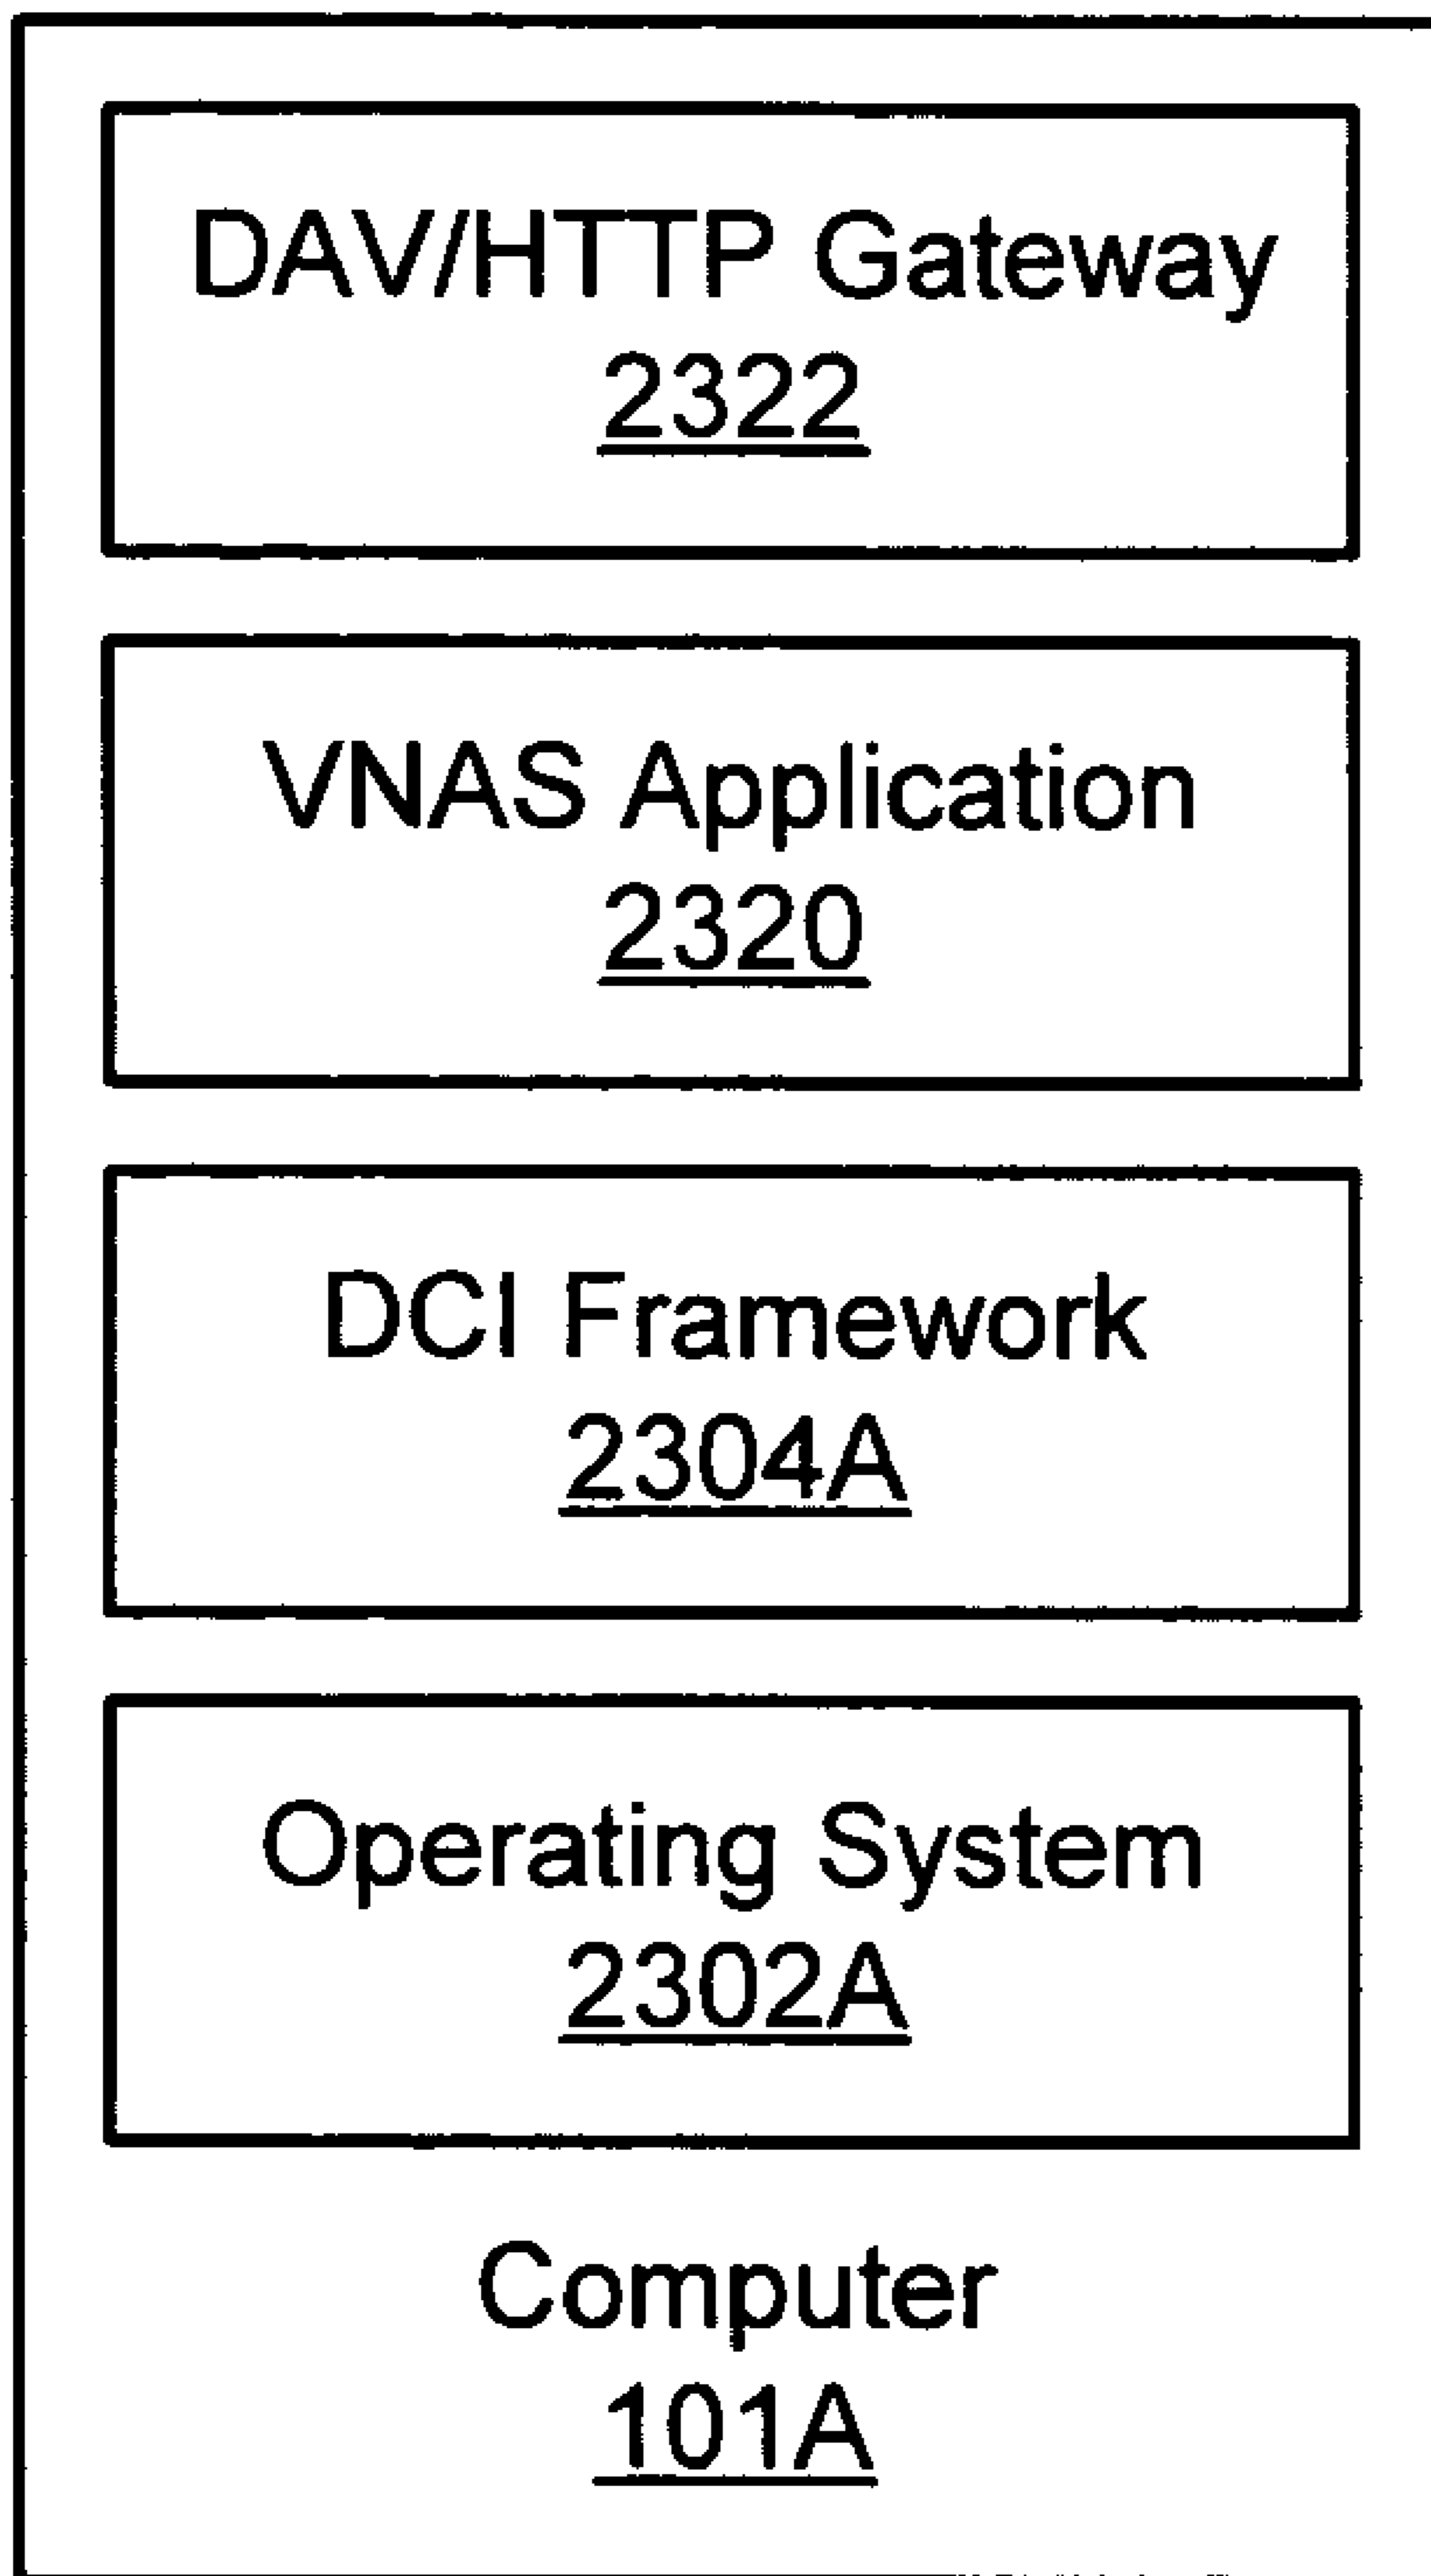 DAV/HTTP Gateway
2322
VNAS Application
2320
DCI Framework
2304A
Operating System
2302A
Computer
101A